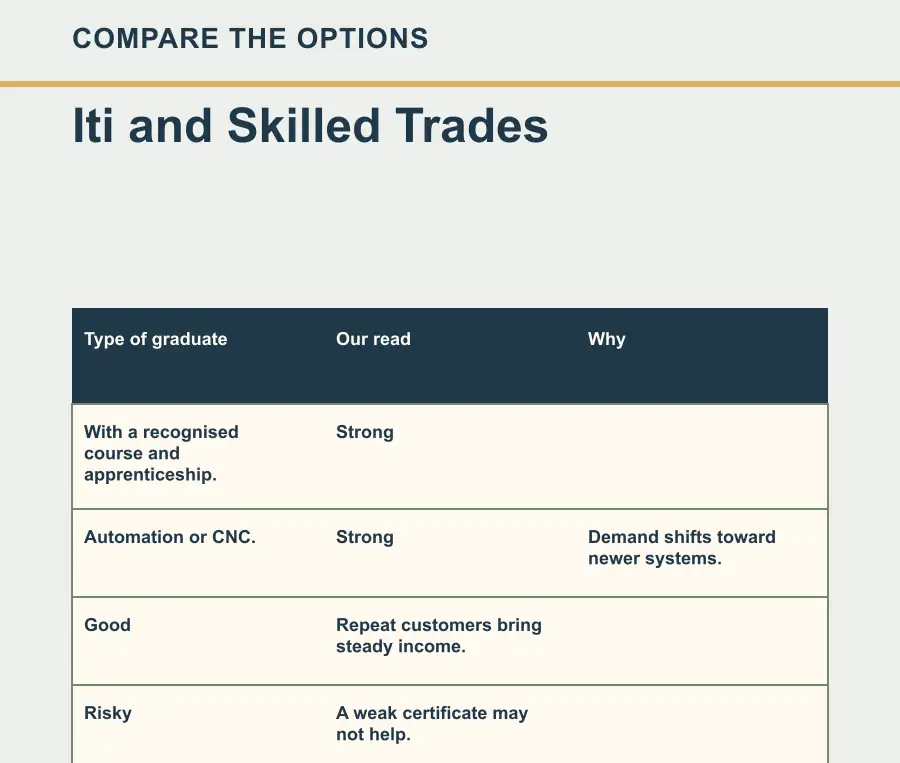 COMPARE THE OPTIONS
Iti and Skilled Trades
Type of graduate
Our read
Why
With a recognised
course and
apprenticeship.
Strong
Automation or CNC.
Strong
Demand shifts toward
newer systems.
Good
Repeat customers bring
steady income.
Risky
A weak certificate may
not help.